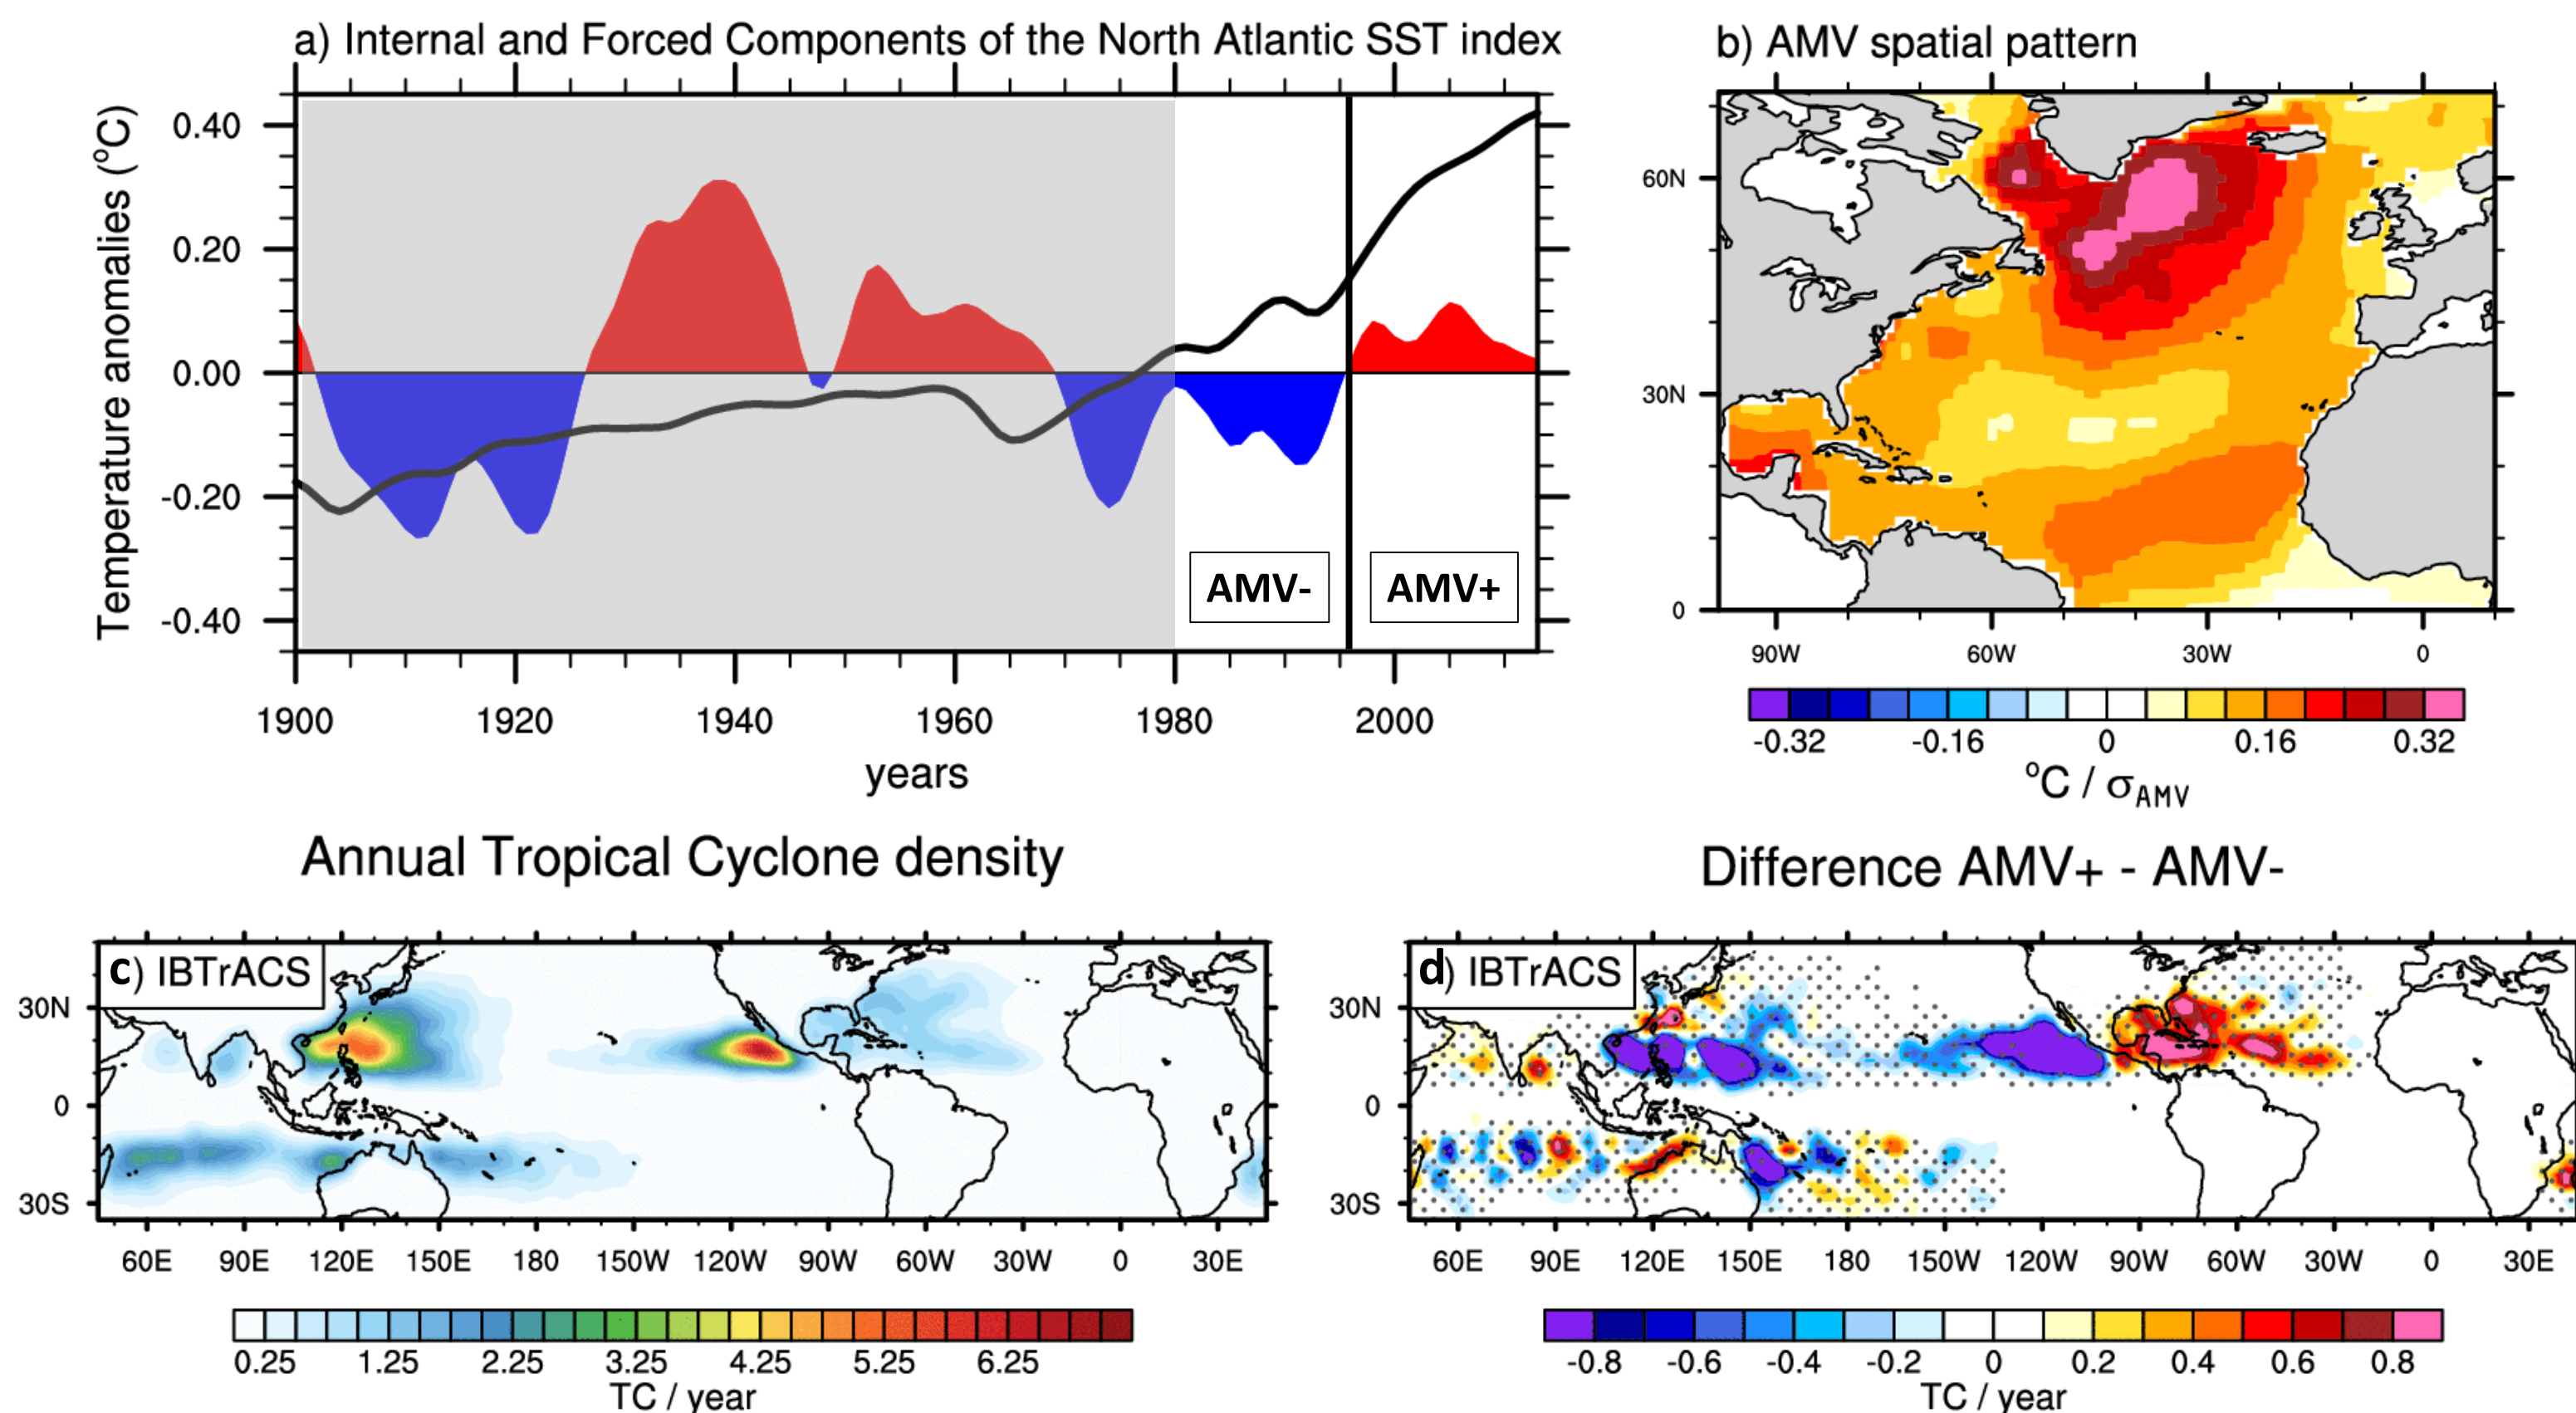 a) Internal and Forced Components of the North Atlantic SST index
Temperature anomalies (°C)
0.40
0.20
0.00
-0.20
-0.40
AMV-
AMV+
1900 1920 1940 1960 1980 2000
years
b) AMV spatial pattern
60N
30N
0
90W 60W 30W 0
-0.32 -0.16 0 0.16 0.32
°C / σAMV
Annual Tropical Cyclone density
c) IBTrACS
30N
0
30S
60E 90E 120E 150E 180 150W 120W 90W 60W 30W 0 30E
0.25 1.25 2.25 3.25 4.25 5.25 6.25
TC / year
Difference AMV+ - AMV-
d) IBTrACS
30N
0
30S
60E 90E 120E 150E 180 150W 120W 90W 60W 30W 0 30E
-0.8 -0.6 -0.4 -0.2 0 0.2 0.4 0.6 0.8
TC / year